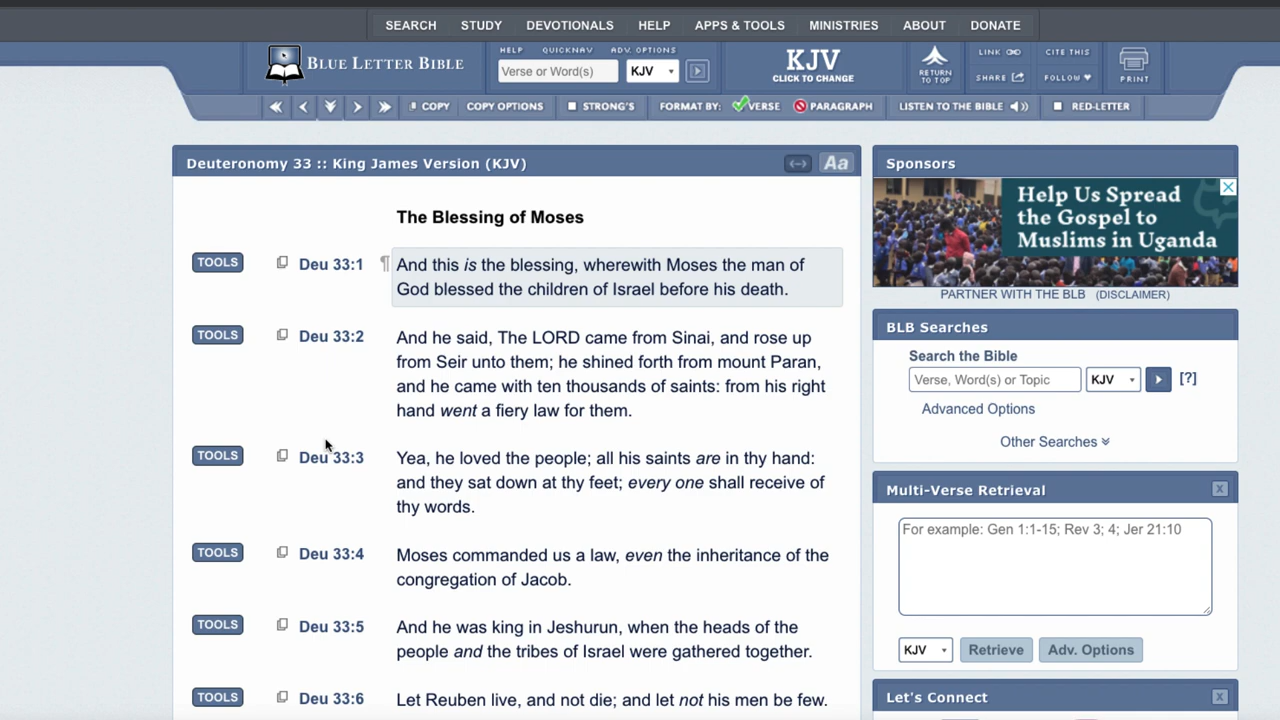 SEARCH STUDY DEVOTIONALS HELP APPS & TOOLS MINISTRIES ABOUT DONATE
BLUE LETTER BIBLE
HELP QUICKNAV ADV. OPTIONS
Verse or Word(s) KJV
KJV
CLICK TO CHANGE
RETURN
TO TOP
LINK CITE THIS
SHARE FOLLOW
PRINT
COPY COPY OPTIONS STRONG'S FORMAT BY: VERSE PARAGRAPH LISTEN TO THE BIBLE RED-LETTER
Deuteronomy 33 :: King James Version (KJV) Aa
The Blessing of Moses
TOOLS Deu 33:1 ¶ And this is the blessing, wherewith Moses the man of
God blessed the children of Israel before his death.
TOOLS Deu 33:2 And he said, The LORD came from Sinai, and rose up
from Seir unto them; he shined forth from mount Paran,
and he came with ten thousands of saints: from his right
hand went a fiery law for them.
TOOLS Deu 33:3 Yea, he loved the people; all his saints are in thy hand:
and they sat down at thy feet; every one shall receive of
thy words.
TOOLS Deu 33:4 Moses commanded us a law, even the inheritance of the
congregation of Jacob.
TOOLS Deu 33:5 And he was king in Jeshurun, when the heads of the
people and the tribes of Israel were gathered together.
TOOLS Deu 33:6 Let Reuben live, and not die; and let not his men be few.
Sponsors
Help Us Spread
the Gospel to
Muslims in Uganda
PARTNER WITH THE BLB (DISCLAIMER)
BLB Searches
Search the Bible
Verse, Word(s) or Topic KJV [?]
Advanced Options
Other Searches
Multi-Verse Retrieval X
For example: Gen 1:1-15; Rev 3; 4; Jer 21:10
KJV Retrieve Adv. Options
Let's Connect X